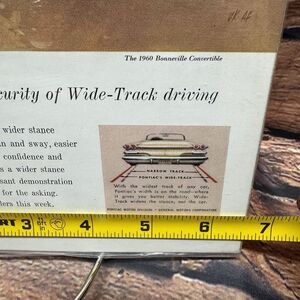 The 1960 Bonneville Convertible
curity of Wide-Track driving
wider stance
n and sway, easier
confidence and
s a wider stance
sant demonstration
for the asking.
ders this week.
NARROW TRACK
PONTIAC'S WIDE TRACK
With the widest track of any car,
Pontiac's width is on the road—where
it gives you better stability. Wide-
Track widens the stance, not the car.
PONTIAC MOTOR DIVISION • GENERAL MOTORS CORPORATION
ART 3 4 5 6 7